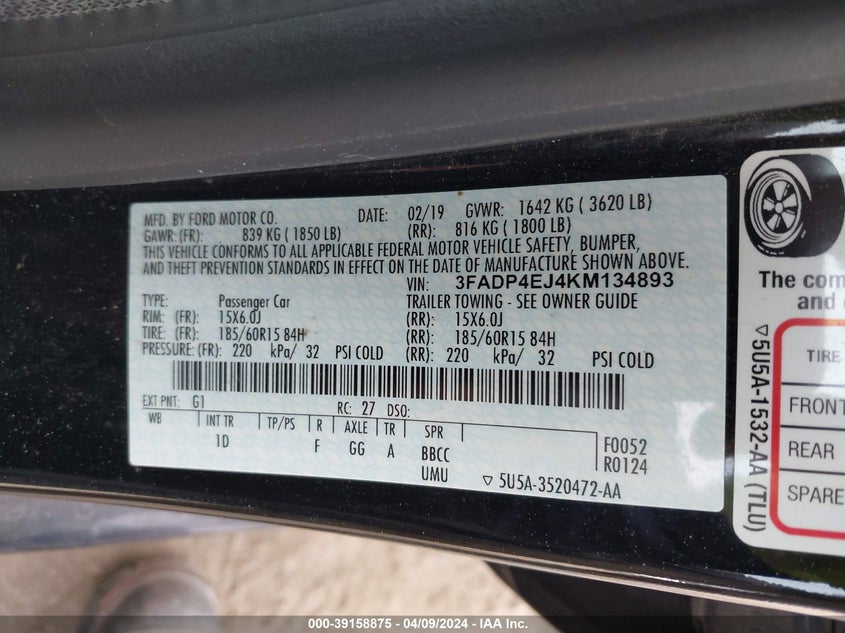 MFD. BY FORD MOTOR CO. DATE: 02/19 GVWR: 1642 KG ( 3620 LB)
GAWR: (FR): 839 KG ( 1850 LB) (RR): 816 KG ( 1800 LB)
THIS VEHICLE CONFORMS TO ALL APPLICABLE FEDERAL MOTOR VEHICLE SAFETY, BUMPER,
AND THEFT PREVENTION STANDARDS IN EFFECT ON THE DATE OF MANUFACTURE SHOWN ABOVE.
VIN: 3FADP4EJ4KM134893
TYPE: Passenger Car TRAILER TOWING - SEE OWNER GUIDE
RIM: (FR): 15X6.0J (RR): 15X6.0J
TIRE: (FR): 185/60R15 84H (RR): 185/60R15 84H
PRESSURE: (FR): 220 kPa/ 32 PSI COLD (RR): 220 kPa/ 32 PSI COLD
EXT PNT: G1 RC: 27 DSO:
WB INT TR TP/PS R AXLE TR SPR
1D F GG A BBCC
UMU
F0052
R0124
▽ 5U5A-3520472-AA
▽5U5A-1532-AA (TLU)
The com
and
TIRE
FRONT
REAR
SPARE
000-39158875 - 04/09/2024 - IAA Inc.